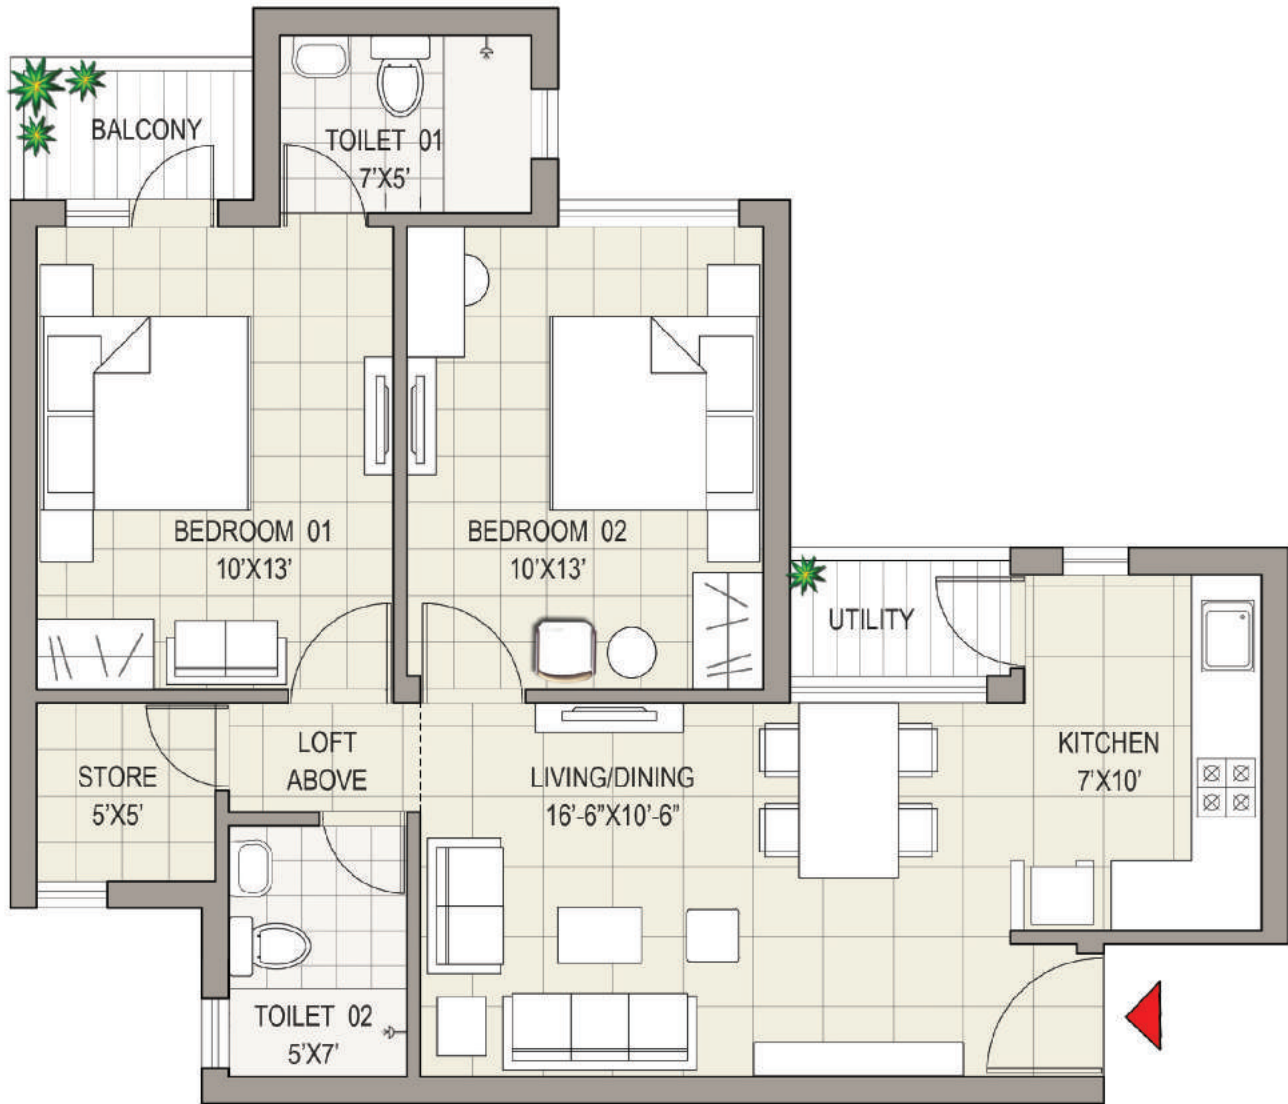 BALCONY
TOILET 01
7'X5'
BEDROOM 01
10'X13'
BEDROOM 02
10'X13'
UTILITY
STORE
5'X5'
LOFT
ABOVE
LIVING/DINING
16'-6"X10'-6"
KITCHEN
7'X10'
TOILET 02
5'X7'